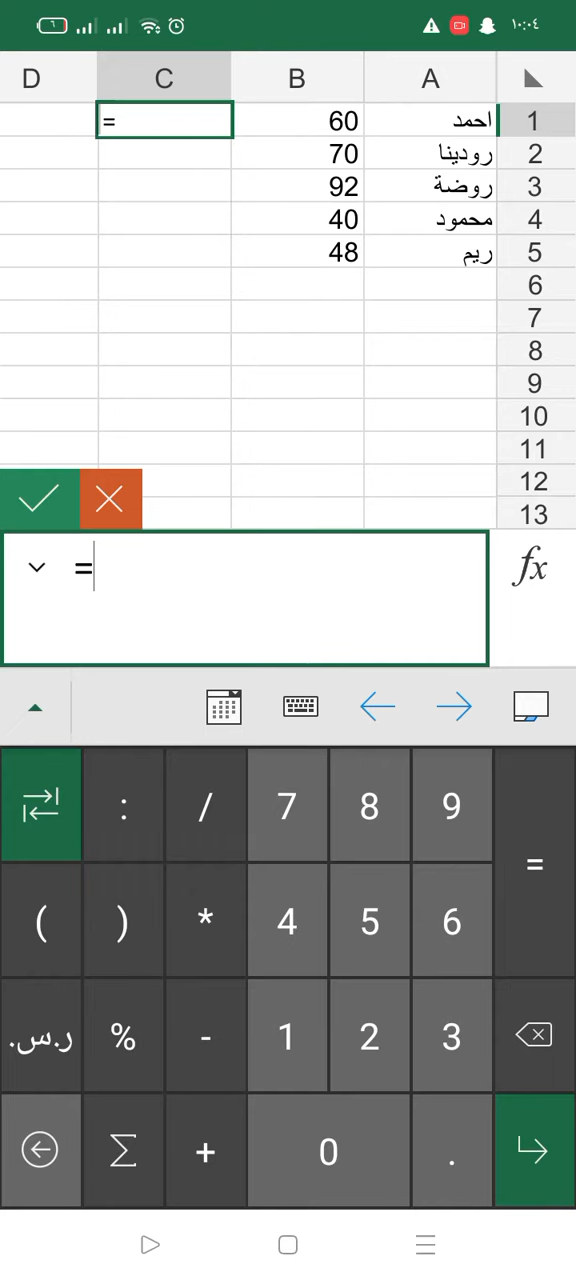 ١٠:٠٤
٦
A B C D
1 احمد 60 =
2 رودينا 70
3 روضة 92
4 محمود 40
5 ريم 48
6
7
8
9
10
11
12
13
fx
=
: / 7 8 9 =
( ) * 4 5 6
ر.س. % - 1 2 3
Σ + 0 .